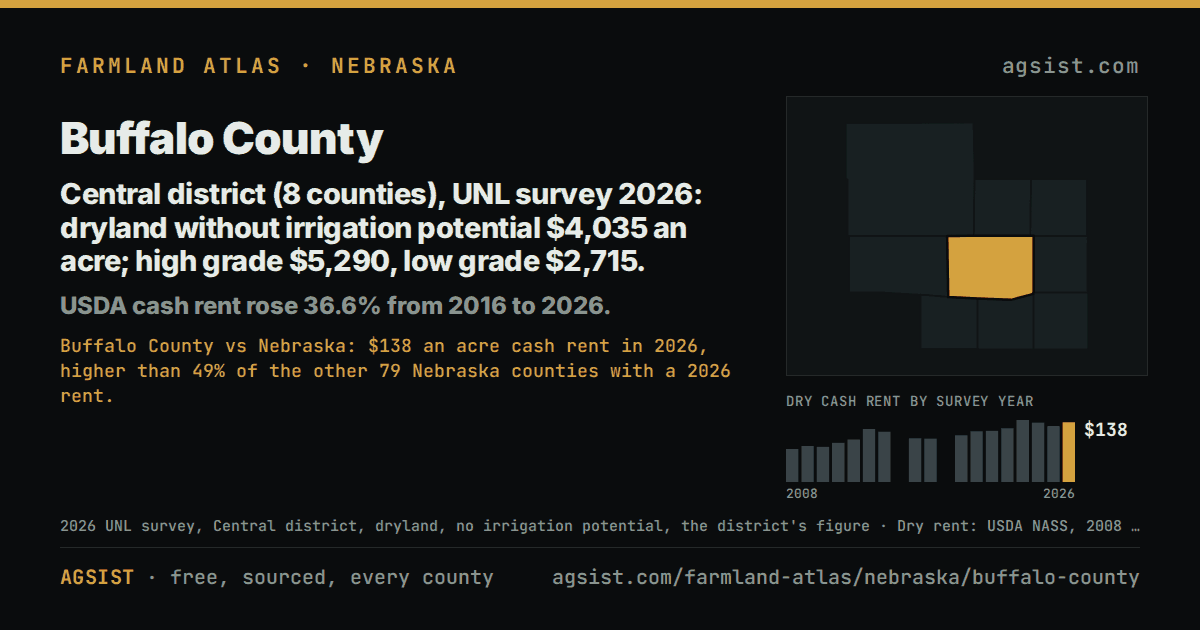 FARMLAND ATLAS · NEBRASKA
agsist.com
Buffalo County
Central district (8 counties), UNL survey 2026:
dryland without irrigation potential $4,035 an
acre; high grade $5,290, low grade $2,715.
USDA cash rent rose 36.6% from 2016 to 2026.
Buffalo County vs Nebraska: $138 an acre cash rent in 2026,
higher than 49% of the other 79 Nebraska counties with a 2026
rent.
DRY CASH RENT BY SURVEY YEAR
$138
2008
2026
2026 UNL survey, Central district, dryland, no irrigation potential, the district's figure · Dry rent: USDA NASS, 2008 …
AGSIST · free, sourced, every county
agsist.com/farmland-atlas/nebraska/buffalo-county